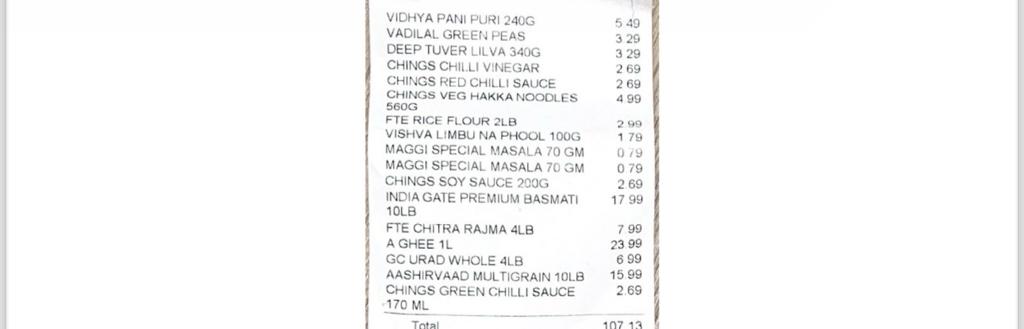 VIDHYA PANI PURI 240G 5.49
VADILAL GREEN PEAS 3.29
DEEP TUVER LILVA 340G 3.29
CHINGS CHILLI VINEGAR 2.69
CHINGS RED CHILLI SAUCE 2.69
CHINGS VEG HAKKA NOODLES 4.99
560G
FTE RICE FLOUR 2LB 2.99
VISHVA LIMBU NA PHOOL 100G 1.79
MAGGI SPECIAL MASALA 70 GM 0.79
MAGGI SPECIAL MASALA 70 GM 0.79
CHINGS SOY SAUCE 200G 2.69
INDIA GATE PREMIUM BASMATI 17.99
10LB
FTE CHITRA RAJMA 4LB 7.99
A GHEE 1L 23.99
GC URAD WHOLE 4LB 6.99
AASHIRVAAD MULTIGRAIN 10LB 15.99
CHINGS GREEN CHILLI SAUCE 2.69
170 ML
Total 107.13